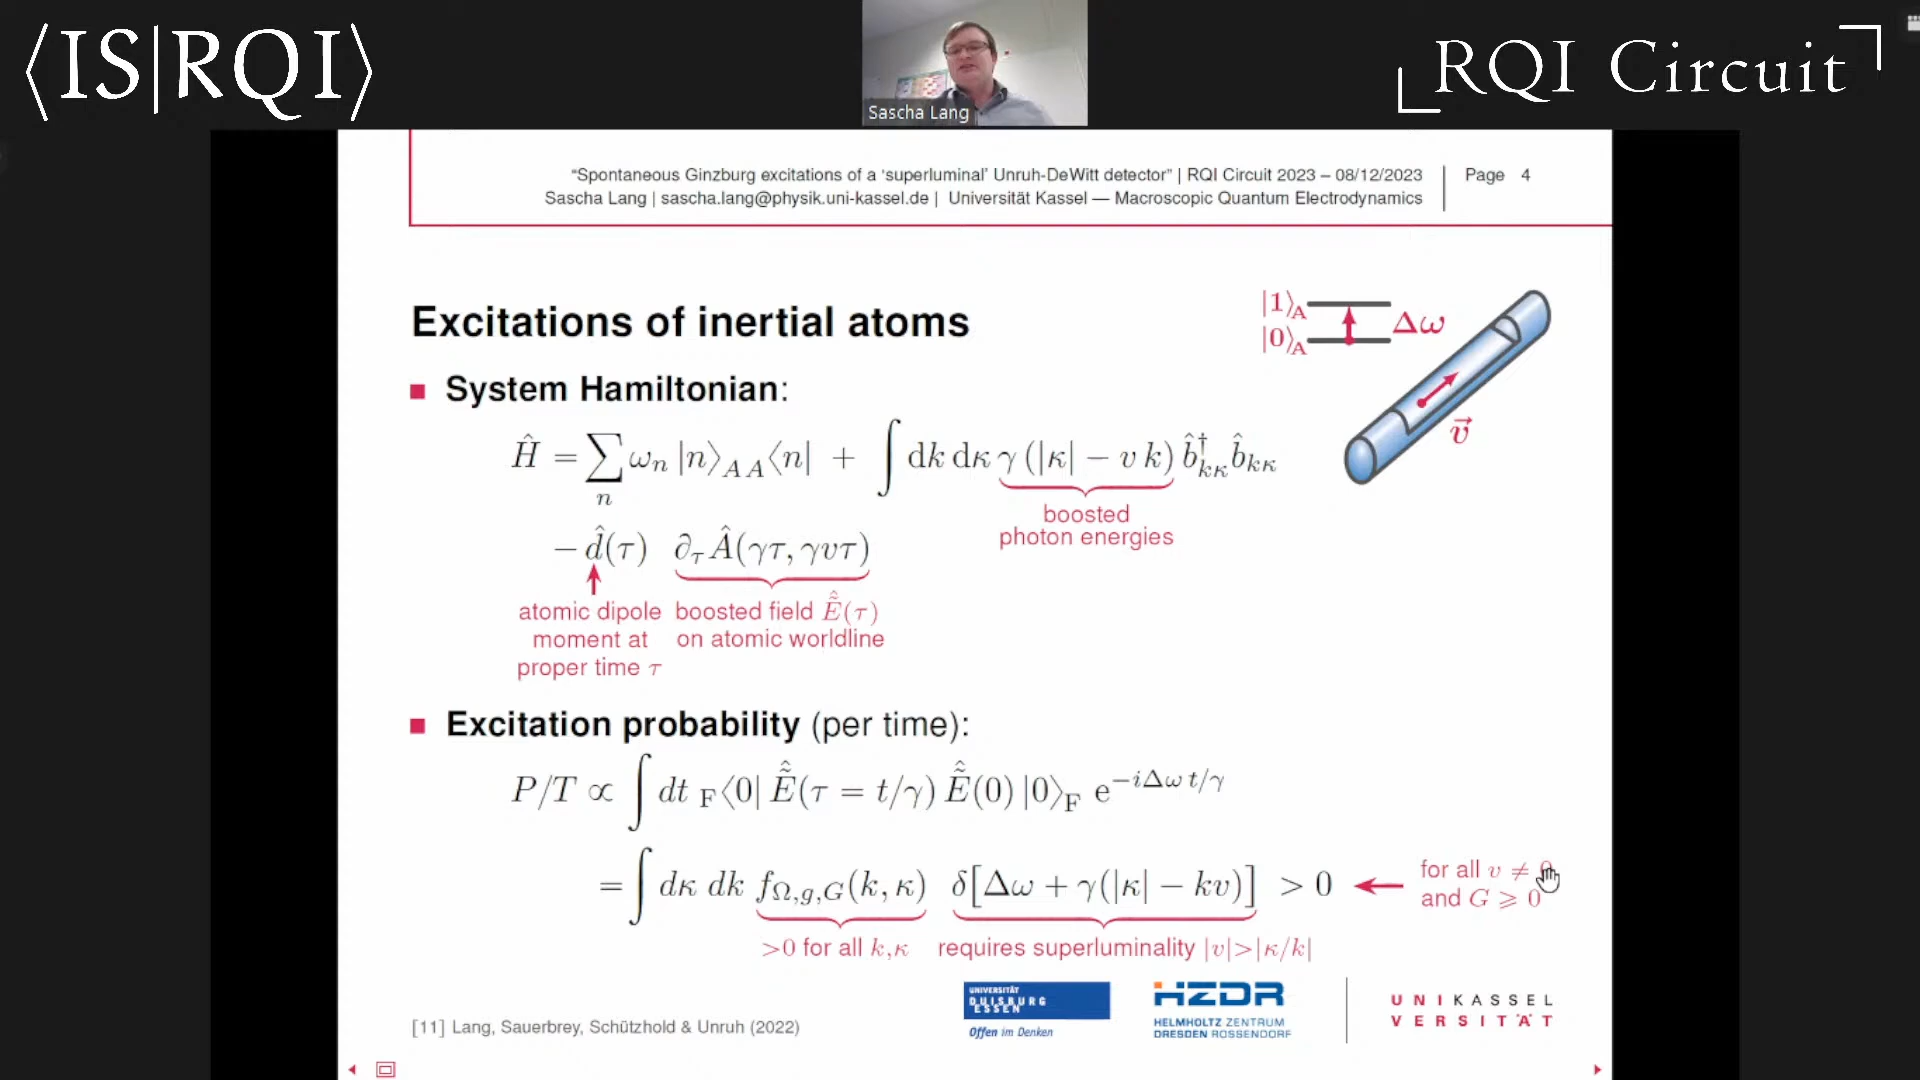 ⟨IS|RQI⟩
Sascha Lang
RQI Circuit
“Spontaneous Ginzburg excitations of a ‘superluminal’ Unruh-DeWitt detector” | RQI Circuit 2023 – 08/12/2023
Sascha Lang | sascha.lang@physik.uni-kassel.de | Universität Kassel — Macroscopic Quantum Electrodynamics
Page 4
Excitations of inertial atoms
|1⟩_A
|0⟩_A
Δω
v⃗
■ System Hamiltonian:
Ĥ = ∑_n ω_n |n⟩_A _A⟨n| + ∫ dk dκ γ (|κ| − v k) b̂†_{kκ} b̂_{kκ}
boosted
photon energies
− d̂(τ) ∂_τ Â(γτ, γvτ)
atomic dipole
moment at
proper time τ
boosted field Ẽ̂(τ)
on atomic worldline
■ Excitation probability (per time):
P/T ∝ ∫ dt _F⟨0| Ẽ̂(τ = t/γ) Ẽ̂(0) |0⟩_F e^{−iΔω t/γ}
= ∫ dκ dk f_{Ω,g,G}(k, κ) δ[Δω + γ(|κ| − kv)] > 0
for all v ≠ 0
and G ⩾ 0
>0 for all k,κ
requires superluminality |v|>|κ/k|
[11] Lang, Sauerbrey, Schützhold & Unruh (2022)
UNIVERSITÄT
DUISBURG
ESSEN
Offen im Denken
HZDR
HELMHOLTZ ZENTRUM
DRESDEN ROSSENDORF
UNIKASSEL
VERSITÄT